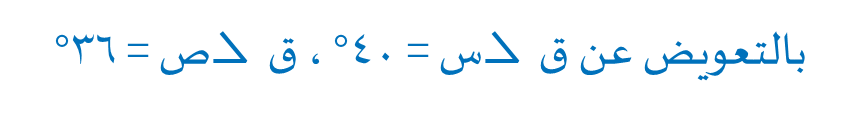 بالتعويض عن ق ∠س = ٤٠° ، ق ∠ص = ٣٦°